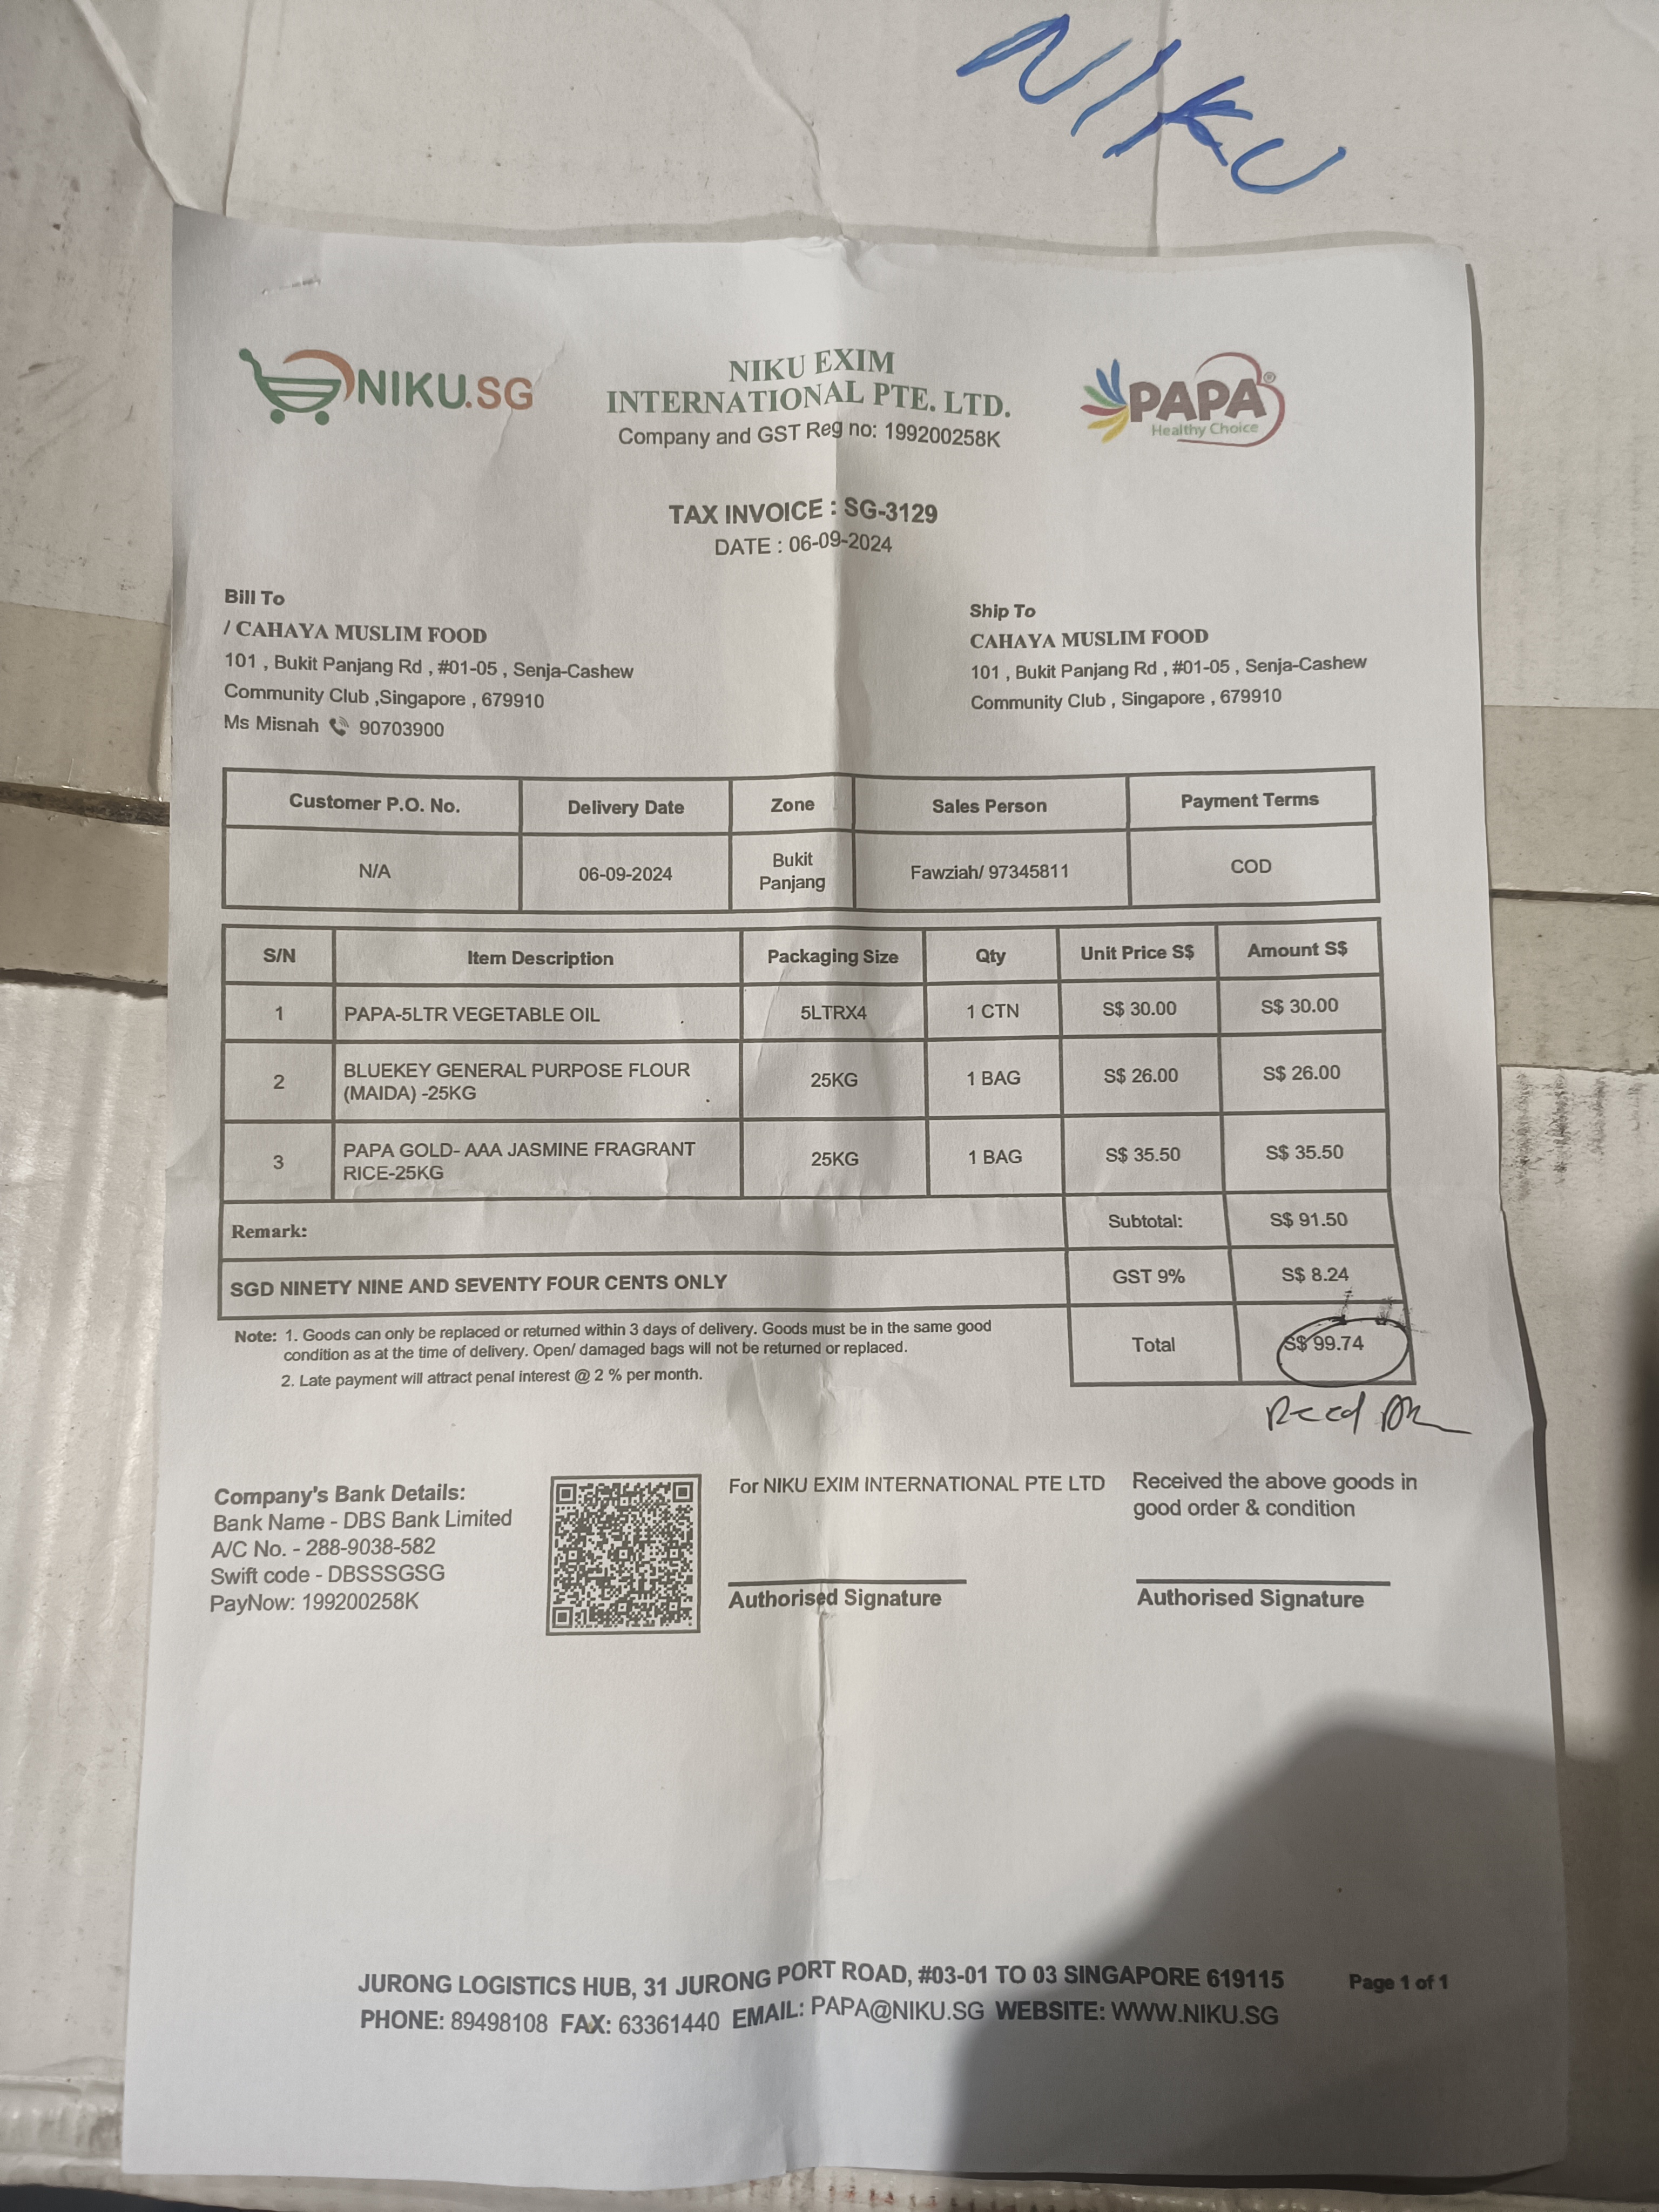 NIKU
NIKU.SG
NIKU EXIM
INTERNATIONAL PTE. LTD.
Company and GST Reg no: 199200258K
PAPA®
Healthy Choice
TAX INVOICE : SG-3129
DATE : 06-09-2024
Bill To
/ CAHAYA MUSLIM FOOD
101 , Bukit Panjang Rd , #01-05 , Senja-Cashew
Community Club ,Singapore , 679910
Ms Misnah 90703900
Ship To
CAHAYA MUSLIM FOOD
101 , Bukit Panjang Rd , #01-05 , Senja-Cashew
Community Club , Singapore , 679910
Customer P.O. No. Delivery Date Zone Sales Person Payment Terms
N/A 06-09-2024 Bukit Panjang Fawziah/ 97345811 COD
S/N Item Description Packaging Size Qty Unit Price S$ Amount S$
1 PAPA-5LTR VEGETABLE OIL 5LTRX4 1 CTN S$ 30.00 S$ 30.00
2 BLUEKEY GENERAL PURPOSE FLOUR (MAIDA) -25KG 25KG 1 BAG S$ 26.00 S$ 26.00
3 PAPA GOLD- AAA JASMINE FRAGRANT RICE-25KG 25KG 1 BAG S$ 35.50 S$ 35.50
Remark: Subtotal: S$ 91.50
SGD NINETY NINE AND SEVENTY FOUR CENTS ONLY GST 9% S$ 8.24
Total S$ 99.74
Note: 1. Goods can only be replaced or returned within 3 days of delivery. Goods must be in the same good
condition as at the time of delivery. Open/ damaged bags will not be returned or replaced.
2. Late payment will attract penal interest @ 2 % per month.
Company's Bank Details:
Bank Name - DBS Bank Limited
A/C No. - 288-9038-582
Swift code - DBSSSGSG
PayNow: 199200258K
For NIKU EXIM INTERNATIONAL PTE LTD
Authorised Signature
Received the above goods in
good order & condition
Authorised Signature
JURONG LOGISTICS HUB, 31 JURONG PORT ROAD, #03-01 TO 03 SINGAPORE 619115
Page 1 of 1
PHONE: 89498108 FAX: 63361440 EMAIL: PAPA@NIKU.SG WEBSITE: WWW.NIKU.SG